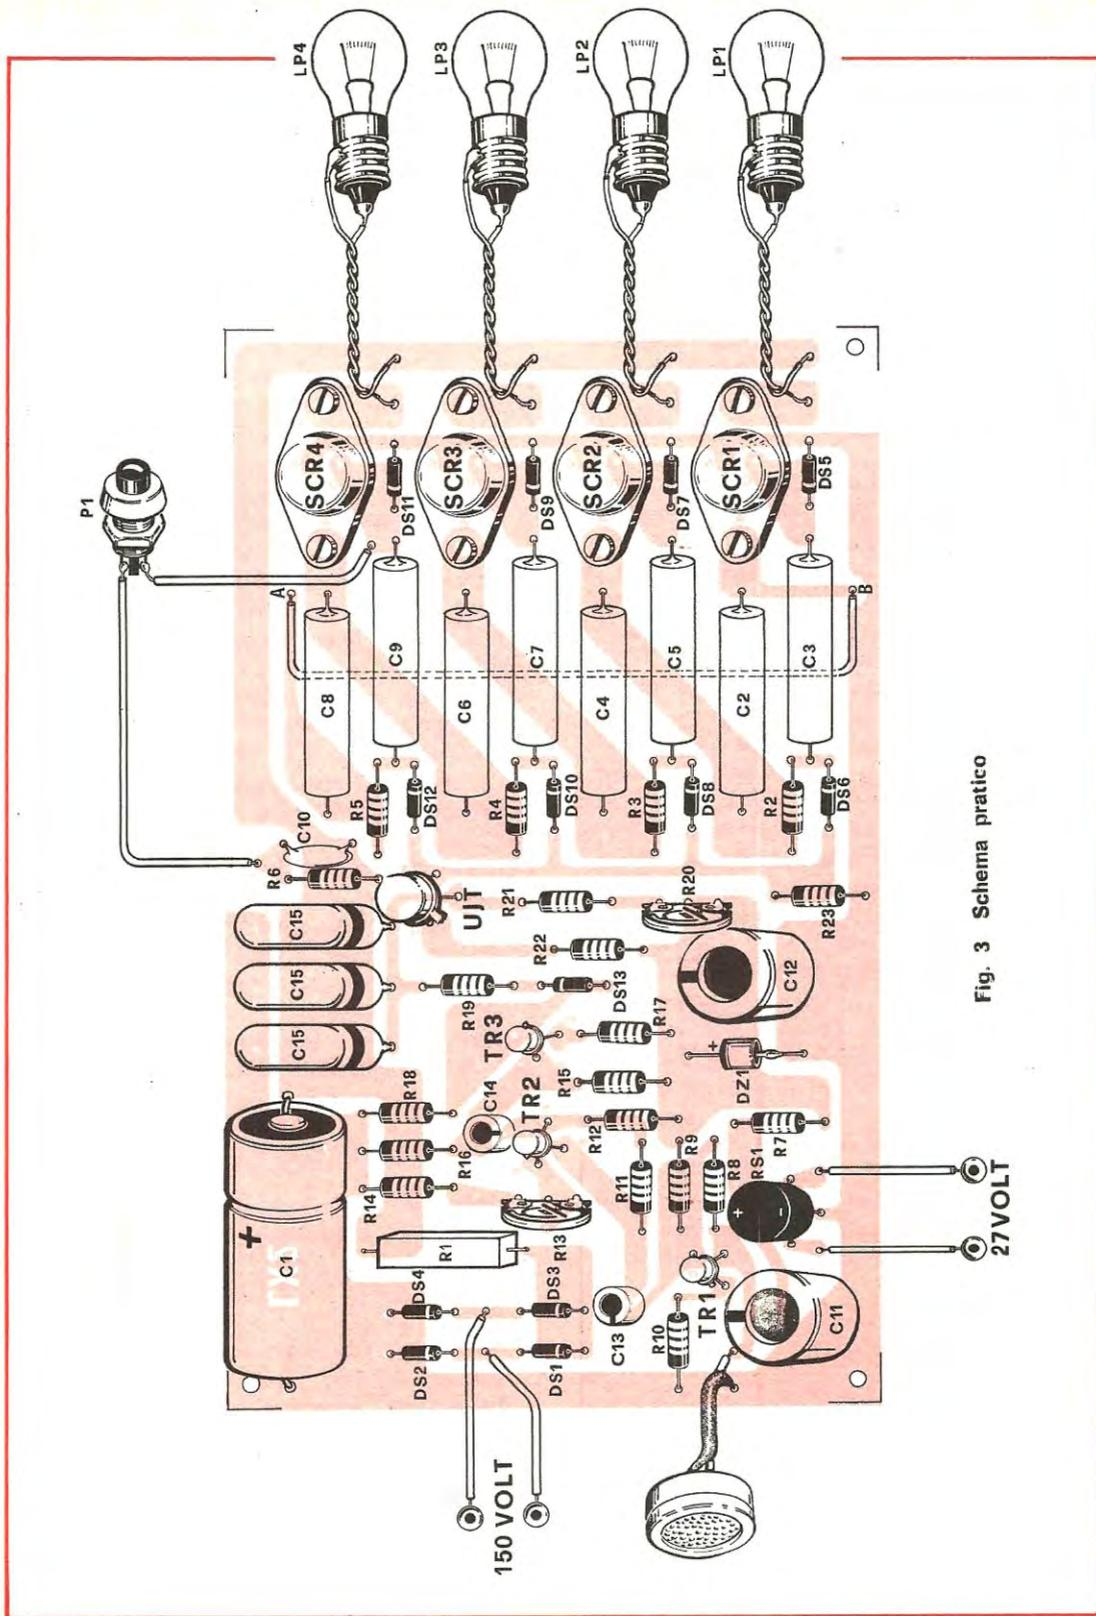 LP4
LP3
LP2
LP1
P1
SCR4
SCR3
SCR2
SCR1
DS11
DS9
DS7
DS5
A
B
C8
C9
C6
C7
C4
C5
C2
C3
R5
DS12
R4
DS10
R3
DS8
R2
DS6
C10
R6
UJT
R21
R20
R23
C15
C15
C15
R22
R19
DS13
C12
TR3
R17
R18
C14
TR2
R15
R12
DZ1
+
R16
R14
R11
R9
R8
R7
RS1
+
-
C1
+
R1
R13
DS4
DS3
DS2
DS1
C13
R10
TR1
C11
150 VOLT
27 VOLT
Fig. 3 Schema pratico